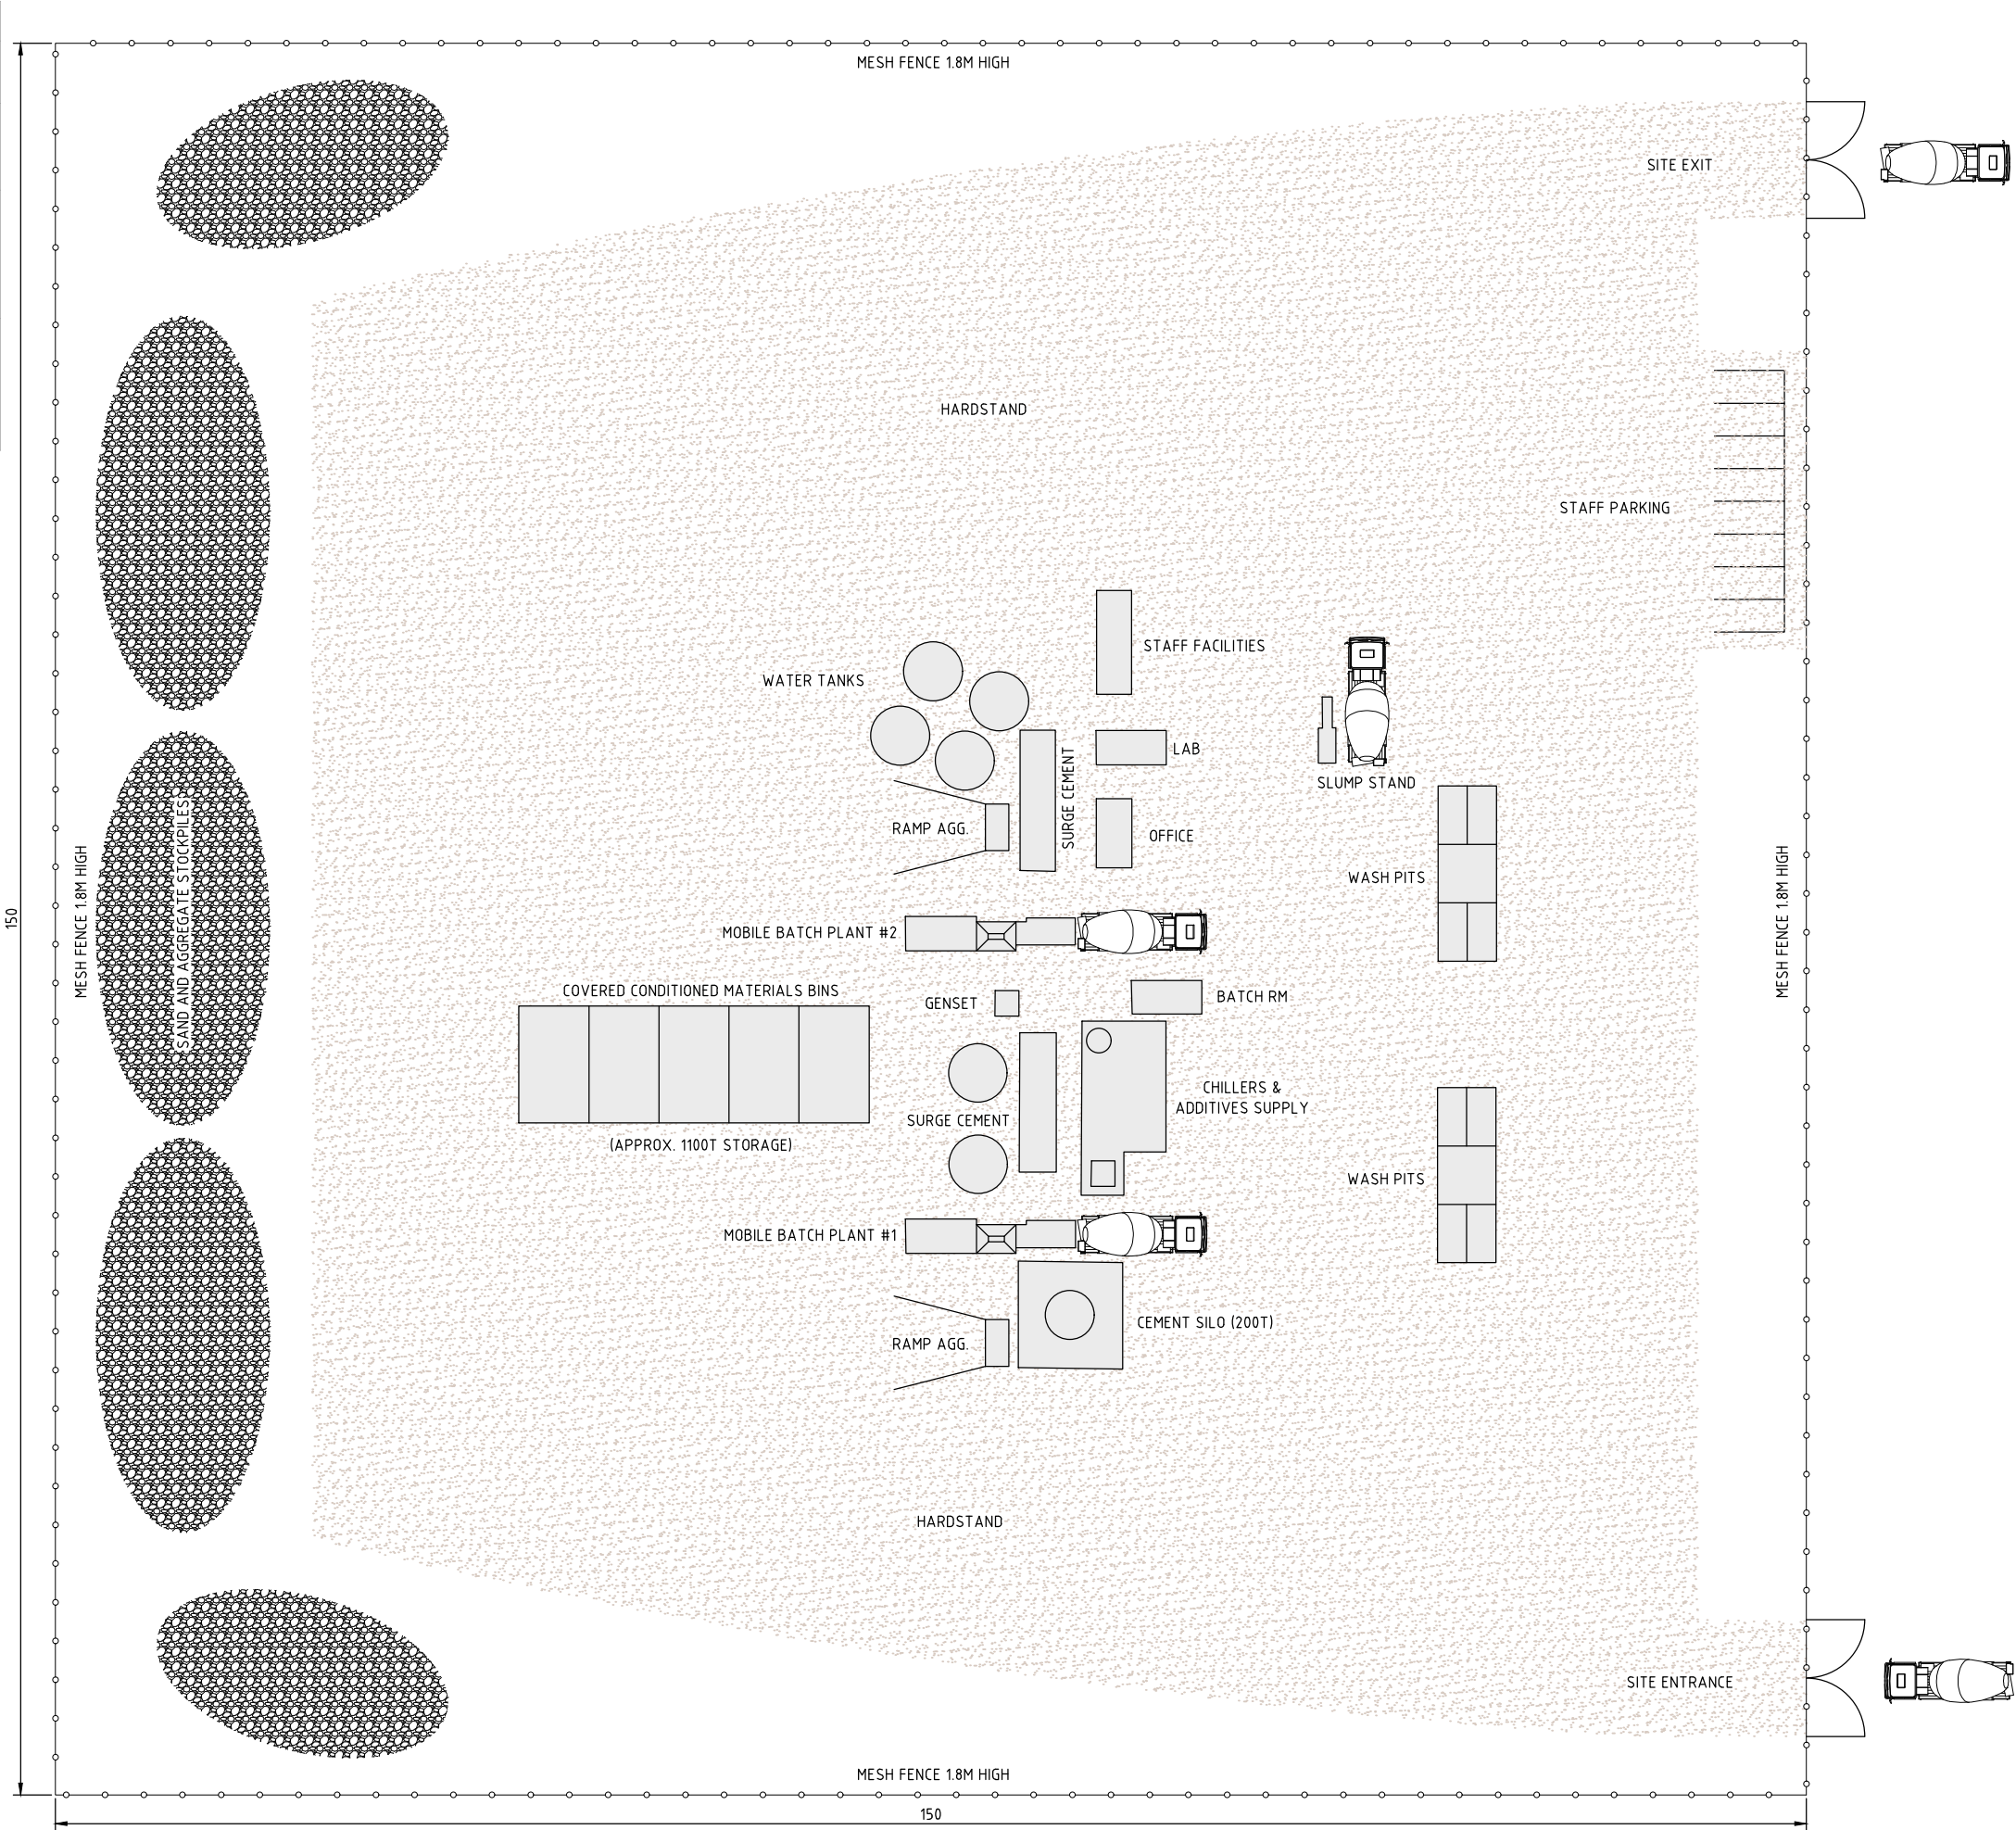 MESH FENCE 1.8M HIGH
SITE EXIT
HARDSTAND
STAFF PARKING
STAFF FACILITIES
WATER TANKS
SURGE CEMENT
LAB
SLUMP STAND
RAMP AGG.
OFFICE
WASH PITS
MESH FENCE 1.8M HIGH
SAND AND AGGREGATE STOCKPILES
MESH FENCE 1.8M HIGH
150
MOBILE BATCH PLANT #2
COVERED CONDITIONED MATERIALS BINS
GENSET
BATCH RM
CHILLERS &
ADDITIVES SUPPLY
SURGE CEMENT
(APPROX. 1100T STORAGE)
WASH PITS
MOBILE BATCH PLANT #1
CEMENT SILO (200T)
RAMP AGG.
HARDSTAND
SITE ENTRANCE
MESH FENCE 1.8M HIGH
150